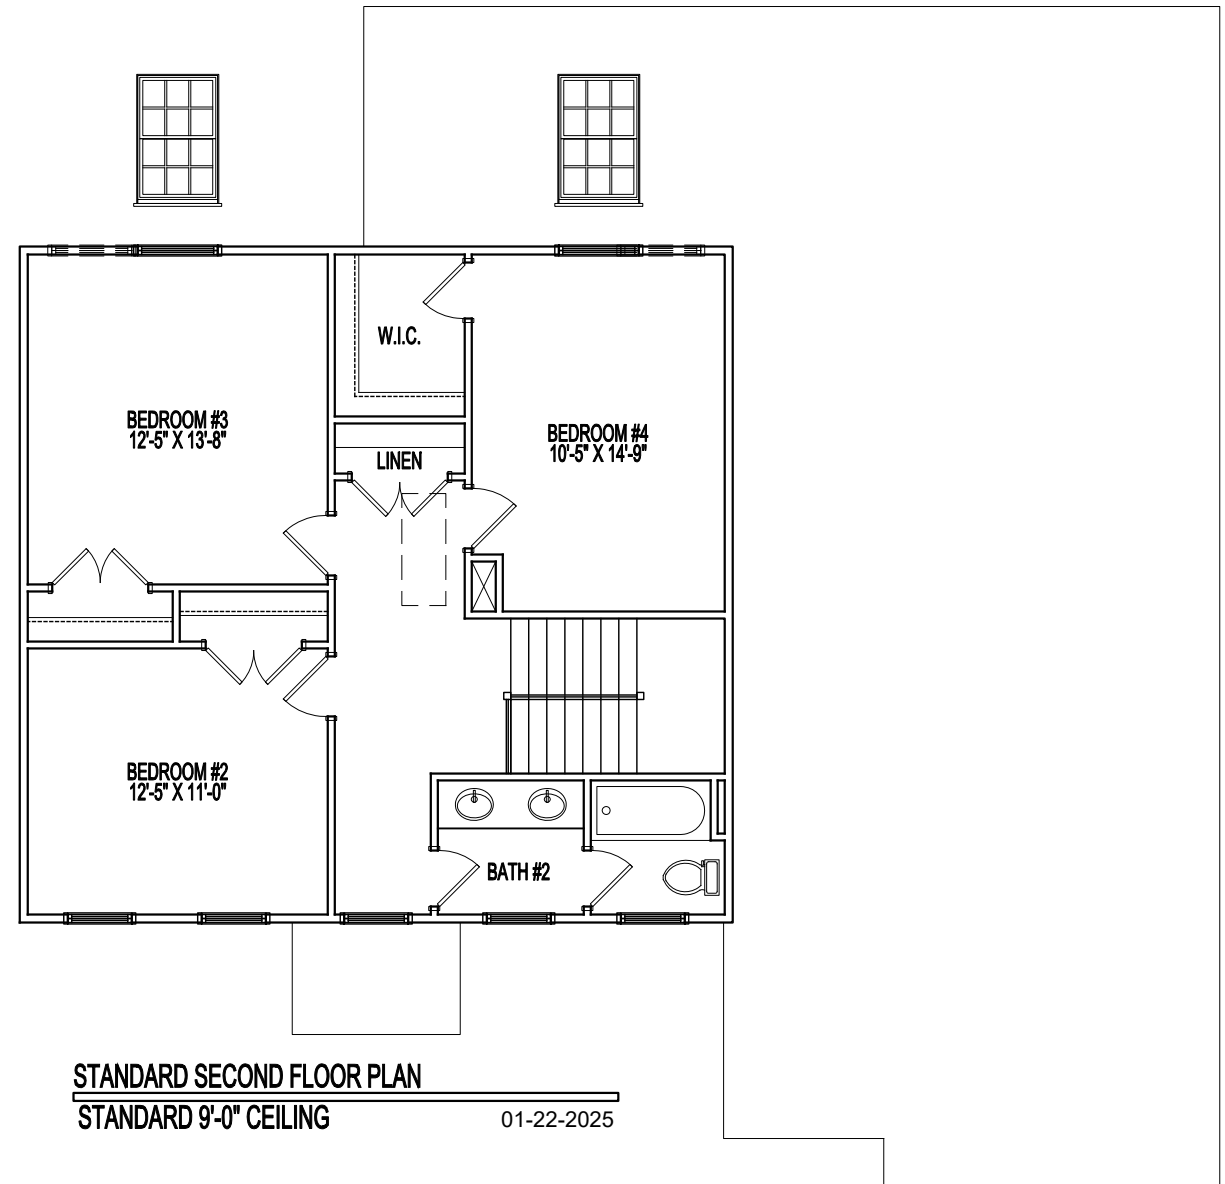 W.I.C.
BEDROOM #3
12'-5" X 13'-8"
BEDROOM #4
10'-5" X 14'-9"
LINEN
BEDROOM #2
12'-5" X 11'-0"
BATH #2
STANDARD SECOND FLOOR PLAN
STANDARD 9'-0" CEILING
01-22-2025